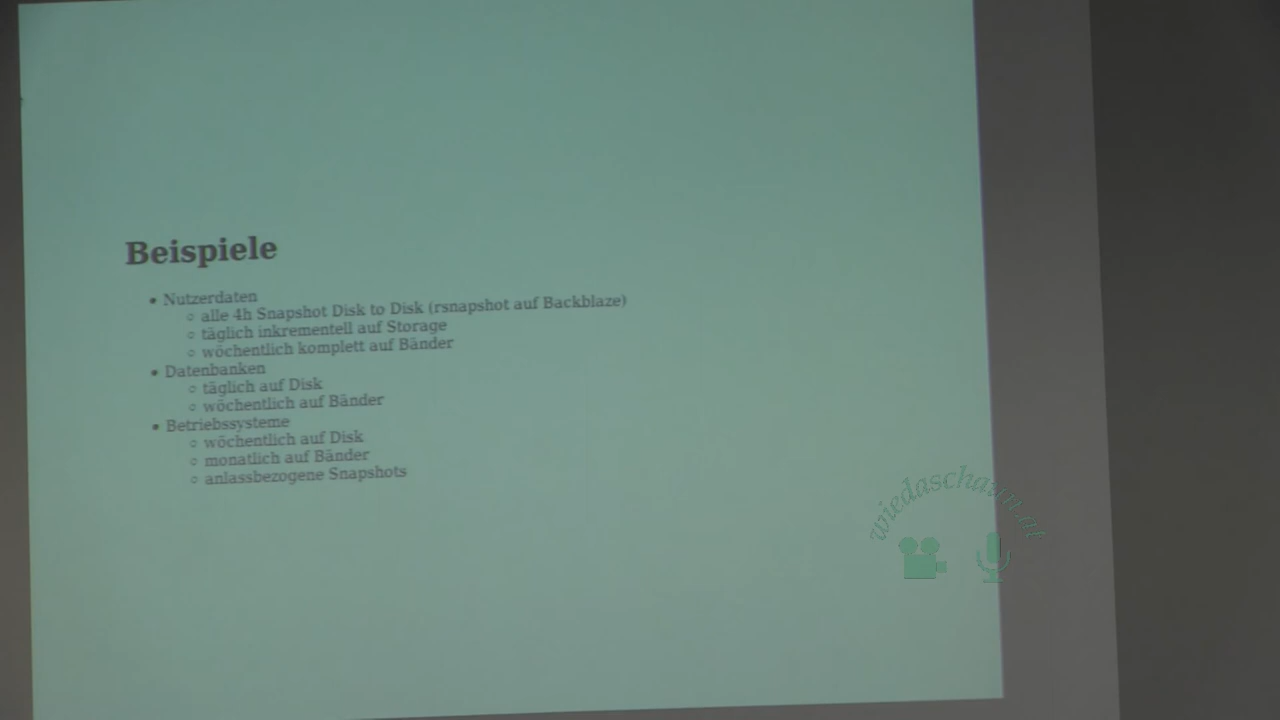 Beispiele
• Nutzerdaten
○ alle 4h Snapshot Disk to Disk (rsnapshot auf Backblaze)
○ täglich inkrementell auf Storage
○ wöchentlich komplett auf Bänder
• Datenbanken
○ täglich auf Disk
○ wöchentlich auf Bänder
• Betriebssysteme
○ wöchentlich auf Disk
○ monatlich auf Bänder
○ anlassbezogene Snapshots
wiedaschaun.at